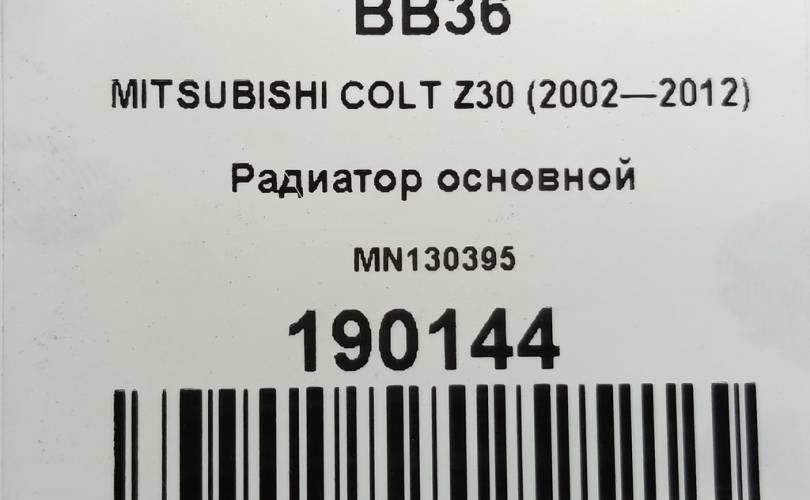 BB36
MITSUBISHI COLT Z30 (2002—2012)
Радиатор основной
MN130395
190144